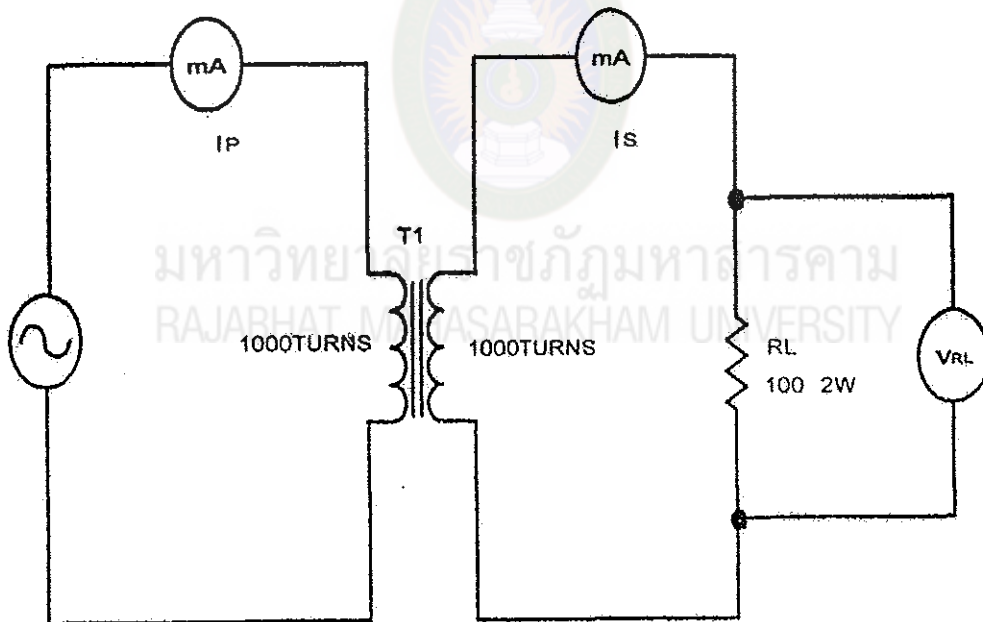 mA
mA
IP
IS
T1
มหาวิทยาลัยราชภัฏมหาสารคาม
RAJABHAT MAHASARAKHAM UNIVERSITY
1000TURNS
1000TURNS
RL
100 2W
VRL